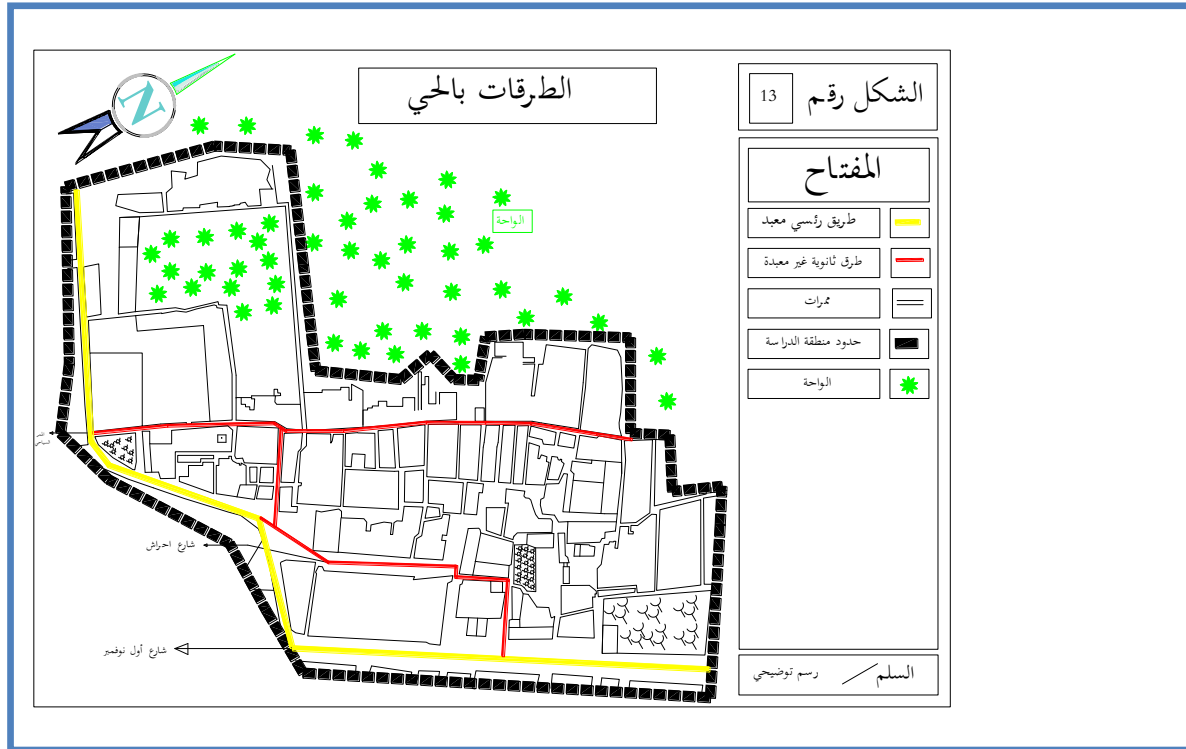 الطرقات بالحي
الشكل رقم 13
N
المفتاح
طريق رئسي معبد
طرق ثانوية غير معبدة
ممرات
حدود منطقة الدراسة
الواحة
الواحة
شارع احراش
شارع أول نوفمبر
السلم / رسم توضيحي